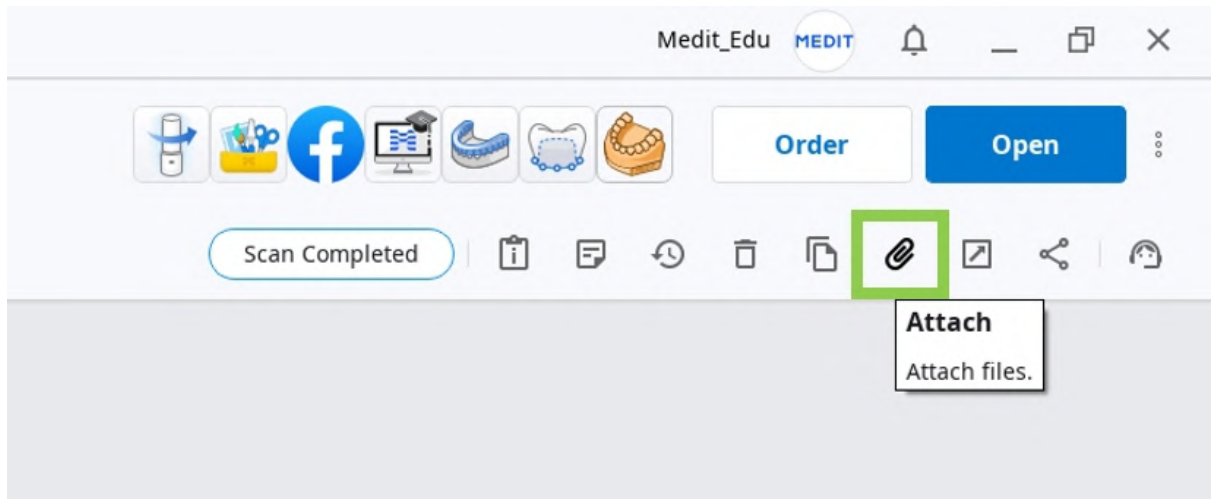 Medit_Edu MEDIT
Order Open
Scan Completed
Attach
Attach files.